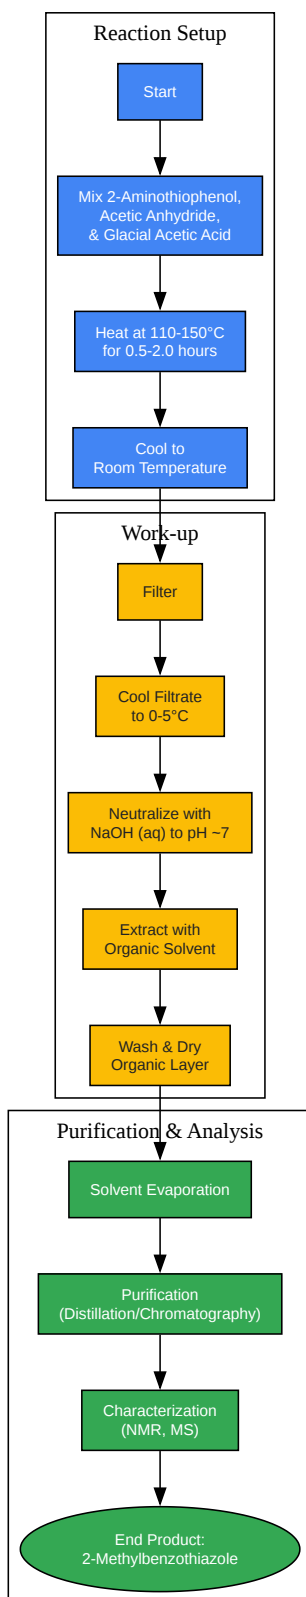 Reaction Setup
Start
Mix 2-Aminothiophenol,
Acetic Anhydride,
& Glacial Acetic Acid
Heat at 110-150°C
for 0.5-2.0 hours
Cool to
Room Temperature
Work-up
Filter
Cool Filtrate
to 0-5°C
Neutralize with
NaOH (aq) to pH ~7
Extract with
Organic Solvent
Wash & Dry
Organic Layer
Purification & Analysis
Solvent Evaporation
Purification
(Distillation/Chromatography)
Characterization
(NMR, MS)
End Product:
2-Methylbenzothiazole